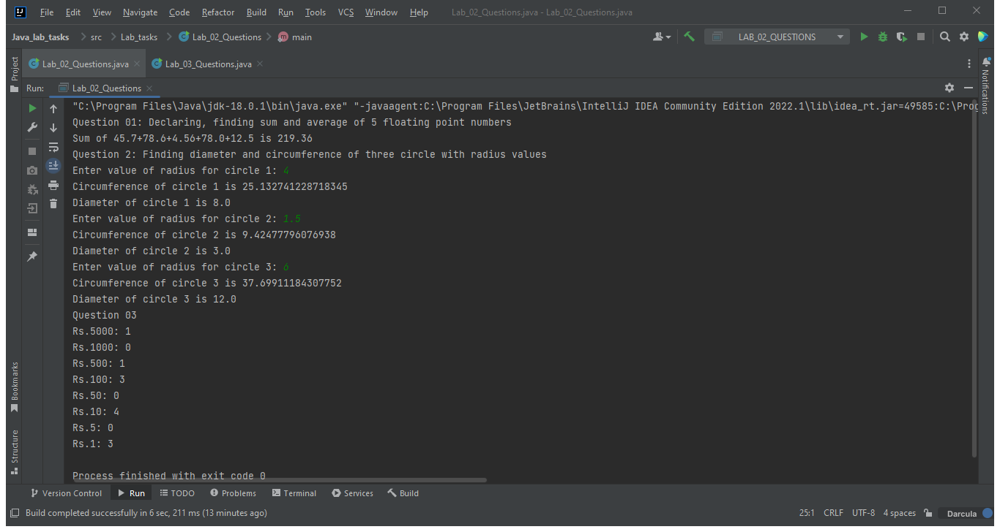 File Edit View Navigate Code Refactor Build Run Tools VCS Window Help Lab_02_Questions.java - Lab_02_Questions.java
Java_lab_tasks src Lab_tasks Lab_02_Questions main LAB_02_QUESTIONS
Project
Lab_02_Questions.java Lab_03_Questions.java
Notifications
Run: Lab_02_Questions
"C:\Program Files\Java\jdk-18.0.1\bin\java.exe" "-javaagent:C:\Program Files\JetBrains\IntelliJ IDEA Community Edition 2022.1\lib\idea_rt.jar=49585:C:\Prog
Question 01: Declaring, finding sum and average of 5 floating point numbers
Sum of 45.7+78.6+4.56+78.0+12.5 is 219.36
Question 2: Finding diameter and circumference of three circle with radius values
Enter value of radius for circle 1: 4
Circumference of circle 1 is 25.132741228718345
Diameter of circle 1 is 8.0
Enter value of radius for circle 2: 1.5
Circumference of circle 2 is 9.42477796076938
Diameter of circle 2 is 3.0
Enter value of radius for circle 3: 6
Circumference of circle 3 is 37.69911184307752
Diameter of circle 3 is 12.0
Question 03
Rs.5000: 1
Rs.1000: 0
Rs.500: 1
Rs.100: 3
Rs.50: 0
Rs.10: 4
Rs.5: 0
Rs.1: 3
Bookmarks
Structure
Process finished with exit code 0
Version Control Run TODO Problems Terminal Services Build
Build completed successfully in 6 sec, 211 ms (13 minutes ago) 25:1 CRLF UTF-8 4 spaces Darcula